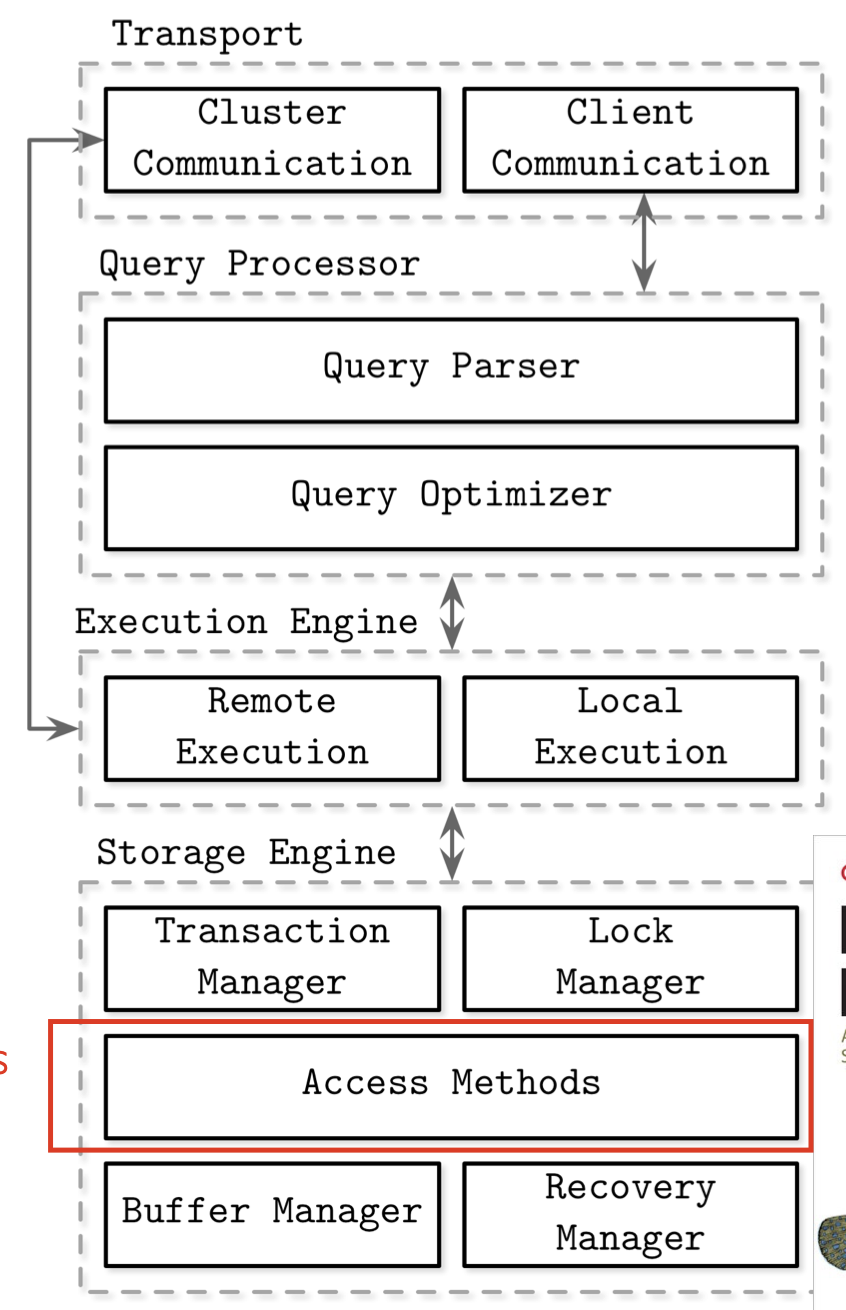 Transport
Cluster
Communication
Client
Communication
Query Processor
Query Parser
Query Optimizer
Execution Engine
Remote
Execution
Local
Execution
Storage Engine
Transaction
Manager
Lock
Manager
Access Methods
Buffer Manager
Recovery
Manager